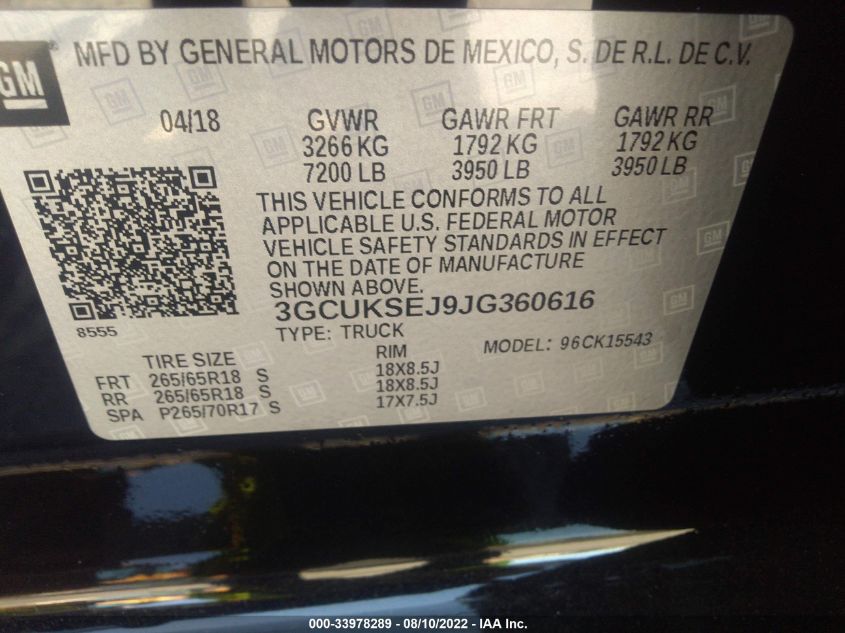 GM
MFD BY GENERAL MOTORS DE MEXICO, S. DE R.L. DE C.V.
04/18 GVWR GAWR FRT GAWR RR
3266 KG 1792 KG 1792 KG
7200 LB 3950 LB 3950 LB
THIS VEHICLE CONFORMS TO ALL
APPLICABLE U.S. FEDERAL MOTOR
VEHICLE SAFETY STANDARDS IN EFFECT
ON THE DATE OF MANUFACTURE
SHOWN ABOVE.
3GCUKSEJ9JG360616
8555 TYPE: TRUCK MODEL: 96CK15543
TIRE SIZE RIM
FRT 265/65R18 S 18X8.5J
RR 265/65R18 S 18X8.5J
SPA P265/70R17 S 17X7.5J
000-33978289 - 08/10/2022 - IAA Inc.